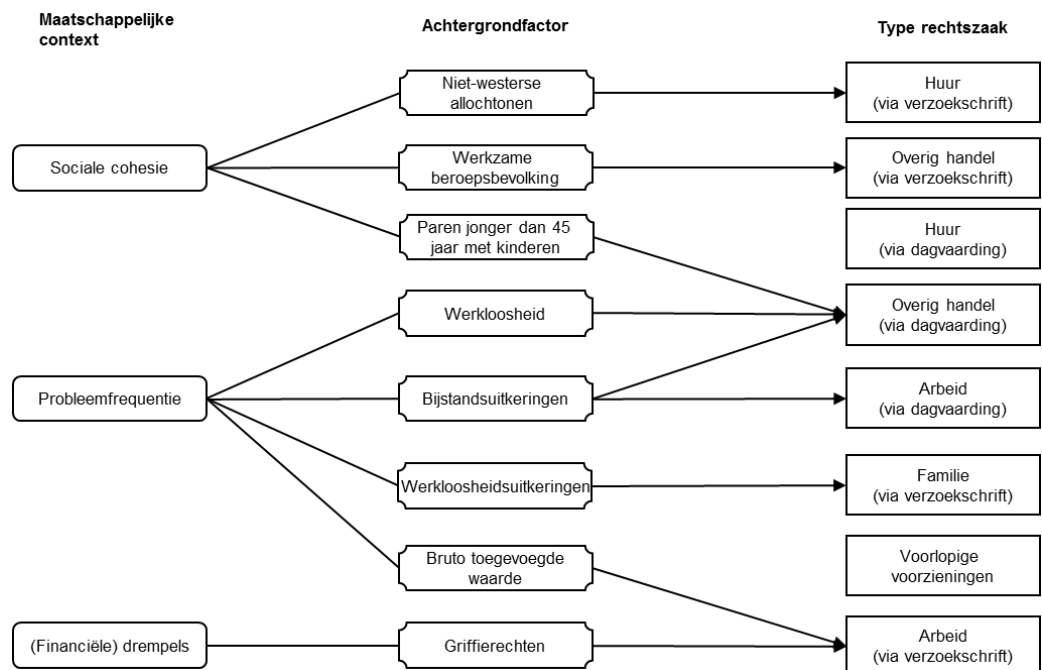 Maatschappelijke
context
Achtergrondfactor
Type rechtszaak
Niet-westerse
allochtonen
Huur
(via verzoekschrift)
Sociale cohesie
Werkzame
beroepsbevolking
Overig handel
(via verzoekschrift)
Paren jonger dan 45
jaar met kinderen
Huur
(via dagvaarding)
Werkloosheid
Overig handel
(via dagvaarding)
Probleemfrequentie
Bijstandsuitkeringen
Arbeid
(via dagvaarding)
Werkloosheidsuitkeringen
Familie
(via verzoekschrift)
Bruto toegevoegde
waarde
Voorlopige
voorzieningen
(Financiële) drempels
Griffierechten
Arbeid
(via verzoekschrift)